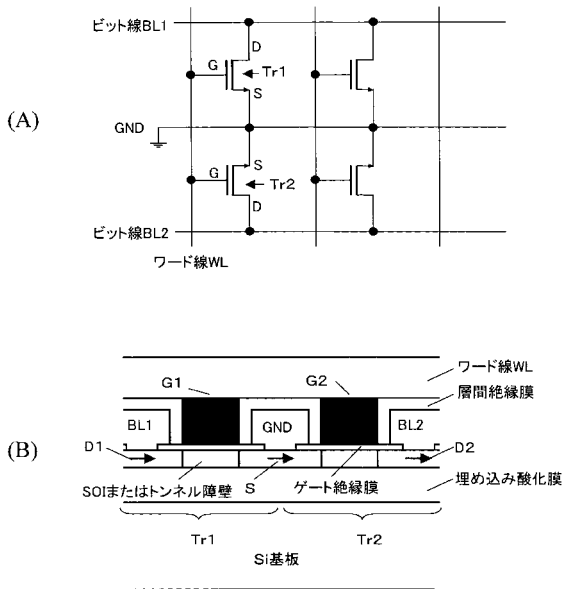 (A)
ビット線BL1
D
G
Tr1
S
GND
S
G
Tr2
D
ビット線BL2
ワード線WL
(B)
ワード線WL
G1
G2
層間絶縁膜
BL1
GND
BL2
D1
D2
SOIまたはトンネル障壁
S
ゲート絶縁膜
埋め込み酸化膜
Tr1
Tr2
Si基板